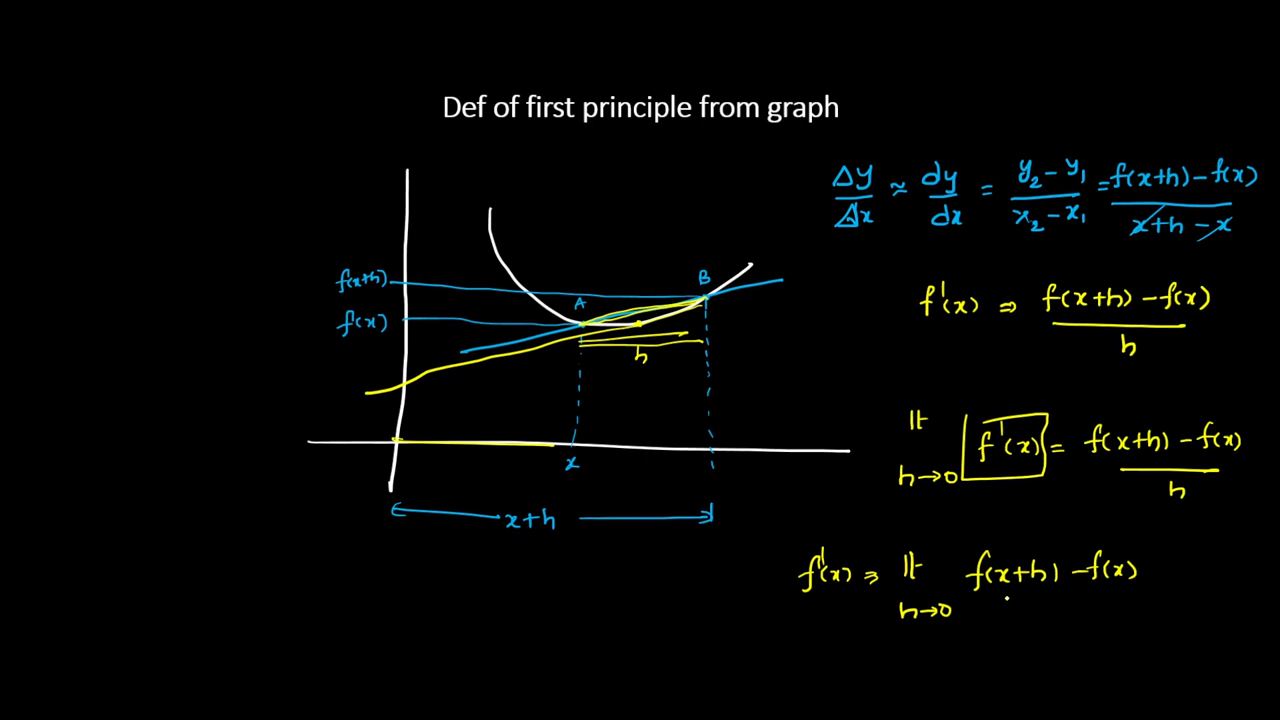 Def of first principle from graph
Δy/Δx ≈ dy/dx = y₂ - y₁/x₂ - x₁ = f(x+h) - f(x)/x+h - x
f(x+h)
B
A
f(x)
f'(x) ⇒ f(x+h) - f(x)/h
h
lt h→0 f'(x) = f(x+h) - f(x)/h
x
x+h
f'(x) ⇒ lt h→0 f(x+h) - f(x)